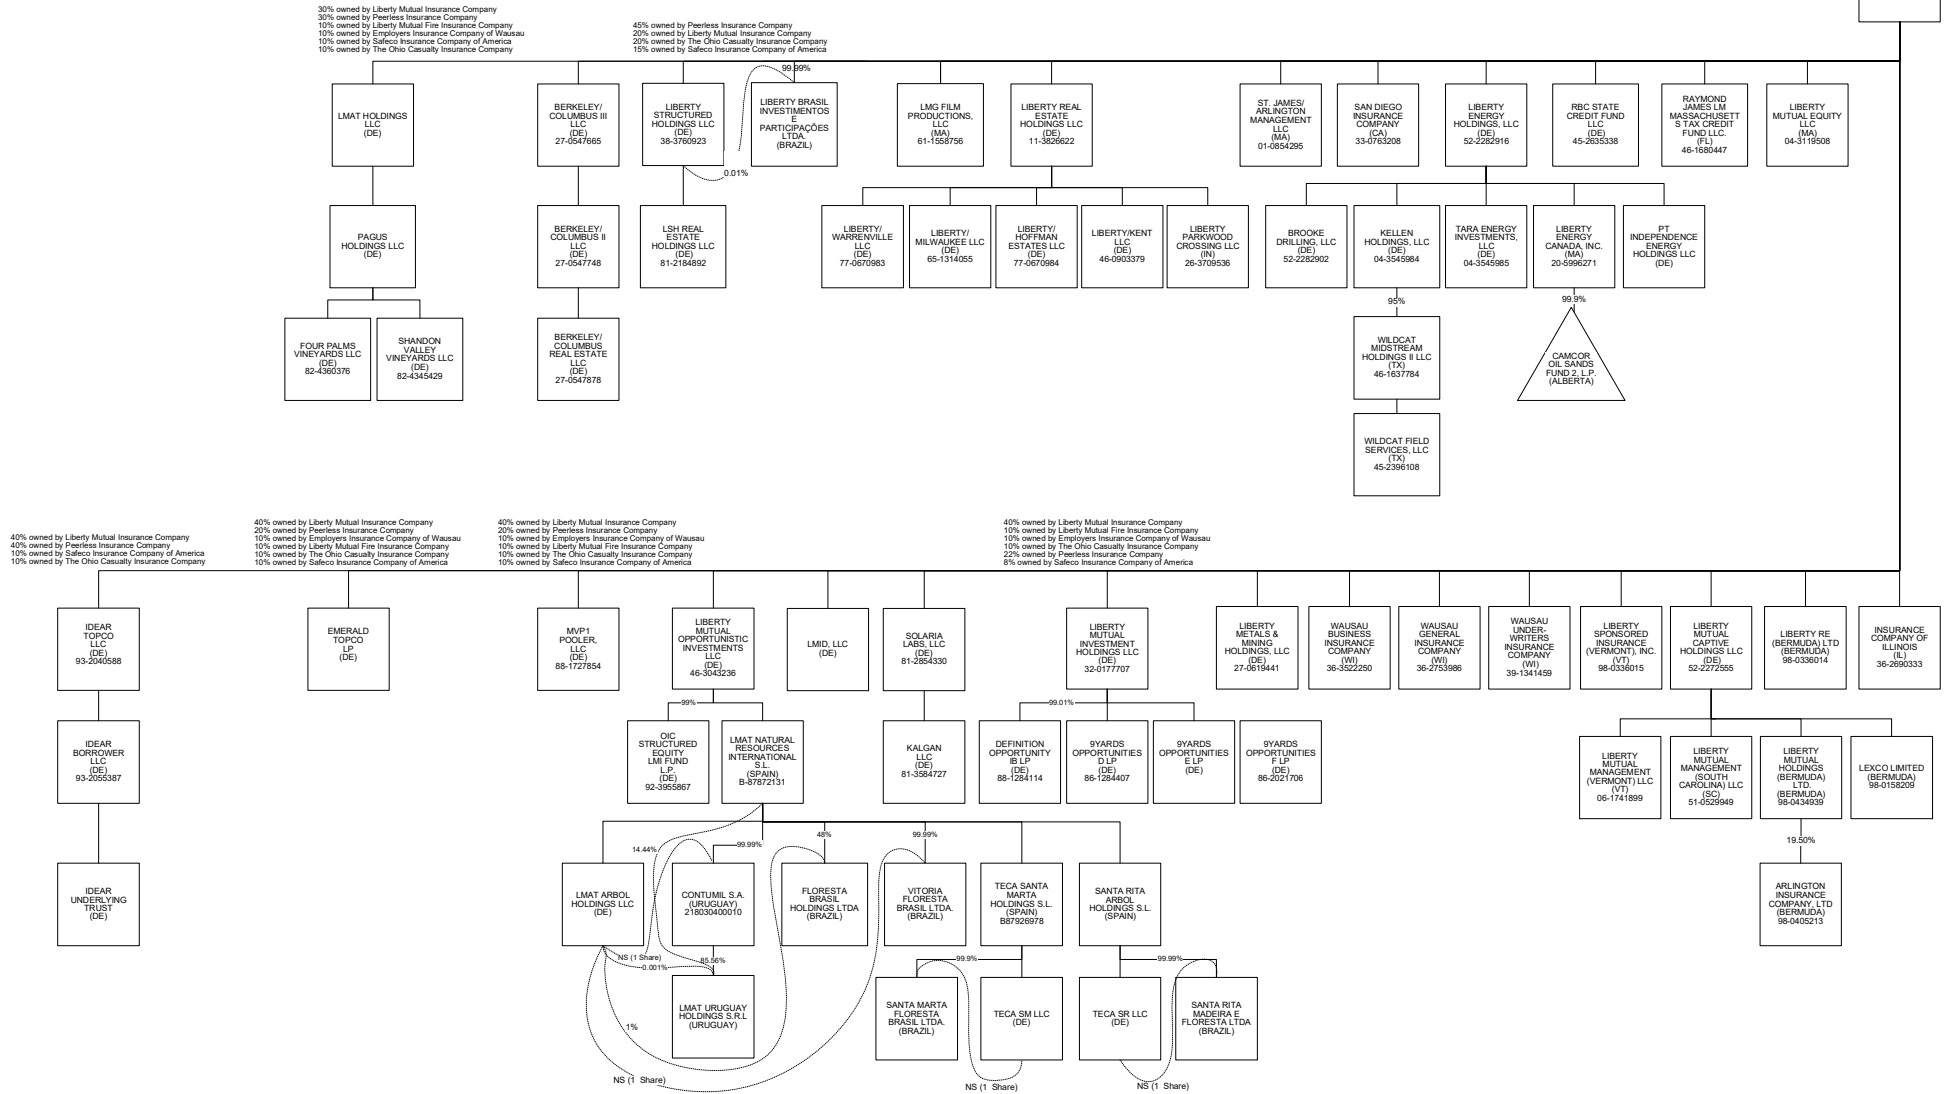 30% owned by Liberty Mutual Insurance Company
30% owned by Peerless Insurance Company
10% owned by Liberty Mutual Fire Insurance Company
10% owned by Employers Insurance Company of Wausau
10% owned by Safeco Insurance Company of America
10% owned by The Ohio Casualty Insurance Company
45% owned by Peerless Insurance Company
20% owned by Liberty Mutual Insurance Company
20% owned by The Ohio Casualty Insurance Company
15% owned by Safeco Insurance Company of America
99.99%
LMAT HOLDINGS
LLC
(DE)
BERKELEY/
COLUMBUS III
LLC
(DE)
27-0547665
LIBERTY
STRUCTURED
HOLDINGS LLC
(DE)
38-3760923
LIBERTY BRASIL
INVESTIMENTOS
E
PARTICIPAÇÕES
LTDA.
(BRAZIL)
LMG FILM
PRODUCTIONS,
LLC
(MA)
61-1558756
LIBERTY REAL
ESTATE
HOLDINGS LLC
(DE)
11-3826622
ST. JAMES/
ARLINGTON
MANAGEMENT
LLC
(MA)
01-0854295
SAN DIEGO
INSURANCE
COMPANY
(CA)
33-0763208
LIBERTY
ENERGY
HOLDINGS, LLC
(DE)
52-2282916
RBC STATE
CREDIT FUND
LLC
(DE)
45-2635338
RAYMOND
JAMES LM
MASSACHUSETT
S TAX CREDIT
FUND LLC.
(FL)
46-1680447
LIBERTY
MUTUAL EQUITY
LLC
(MA)
04-3119508
0.01%
PAGUS
HOLDINGS LLC
(DE)
BERKELEY/
COLUMBUS II
LLC
(DE)
27-0547748
LSH REAL
ESTATE
HOLDINGS LLC
(DE)
81-2184892
LIBERTY/
WARRENVILLE
LLC
(DE)
77-0670983
LIBERTY/
MILWAUKEE LLC
(DE)
65-1314055
LIBERTY/
HOFFMAN
ESTATES LLC
(DE)
77-0670984
LIBERTY/KENT
LLC
(DE)
46-0903379
LIBERTY
PARKWOOD
CROSSING LLC
(IN)
26-3709536
BROOKE
DRILLING, LLC
(DE)
52-2282902
KELLEN
HOLDINGS, LLC
(DE)
04-3545984
TARA ENERGY
INVESTMENTS,
LLC
(DE)
04-3545985
LIBERTY
ENERGY
CANADA, INC.
(MA)
20-5996271
PT
INDEPENDENCE
ENERGY
HOLDINGS LLC
(DE)
95%
99.9%
FOUR PALMS
VINEYARDS LLC
(DE)
82-4360376
SHANDON
VALLEY
VINEYARDS LLC
(DE)
82-4345429
BERKELEY/
COLUMBUS
REAL ESTATE
LLC
(DE)
27-0547878
WILDCAT
MIDSTREAM
HOLDINGS II LLC
(TX)
46-1637784
CAMCOR
OIL SANDS
FUND 2, L.P.
(ALBERTA)
WILDCAT FIELD
SERVICES, LLC
(TX)
45-2396108
40% owned by Liberty Mutual Insurance Company
40% owned by Peerless Insurance Company
10% owned by Safeco Insurance Company of America
10% owned by The Ohio Casualty Insurance Company
40% owned by Liberty Mutual Insurance Company
20% owned by Peerless Insurance Company
10% owned by Employers Insurance Company of Wausau
10% owned by Liberty Mutual Fire Insurance Company
10% owned by The Ohio Casualty Insurance Company
10% owned by Safeco Insurance Company of America
40% owned by Liberty Mutual Insurance Company
20% owned by Peerless Insurance Company
10% owned by Employers Insurance Company of Wausau
10% owned by Liberty Mutual Fire Insurance Company
10% owned by The Ohio Casualty Insurance Company
10% owned by Safeco Insurance Company of America
40% owned by Liberty Mutual Insurance Company
10% owned by Liberty Mutual Fire Insurance Company
10% owned by Employers Insurance Company of Wausau
10% owned by The Ohio Casualty Insurance Company
22% owned by Peerless Insurance Company
8% owned by Safeco Insurance Company of America
IDEAR
TOPCO
LLC
(DE)
93-2040588
EMERALD
TOPCO
LP
(DE)
MVP1
POOLER,
LLC
(DE)
88-1727854
LIBERTY
MUTUAL
OPPORTUNISTIC
INVESTMENTS
LLC
(DE)
46-3043236
LMID, LLC
(DE)
SOLARIA
LABS, LLC
(DE)
81-2854330
LIBERTY
MUTUAL
INVESTMENT
HOLDINGS LLC
(DE)
32-0177707
LIBERTY
METALS &
MINING
HOLDINGS, LLC
(DE)
27-0619441
WAUSAU
BUSINESS
INSURANCE
COMPANY
(WI)
36-3522250
WAUSAU
GENERAL
INSURANCE
COMPANY
(WI)
36-2753986
WAUSAU
UNDER-
WRITERS
INSURANCE
COMPANY
(WI)
39-1341459
LIBERTY
SPONSORED
INSURANCE
(VERMONT), INC.
(VT)
98-0336015
LIBERTY
MUTUAL
CAPTIVE
HOLDINGS LLC
(DE)
52-2272555
LIBERTY RE
(BERMUDA) LTD
(BERMUDA)
98-0336014
INSURANCE
COMPANY OF
ILLINOIS
(IL)
36-2690333
99%
99.01%
IDEAR
BORROWER
LLC
(DE)
93-2055387
OIC
STRUCTURED
EQUITY
LMI FUND
L.P.
(DE)
92-3955867
LMAT NATURAL
RESOURCES
INTERNATIONAL
S.L.
(SPAIN)
B-87872131
KALGAN
LLC
(DE)
81-3584727
DEFINITION
OPPORTUNITY
IB LP
(DE)
88-1284114
9YARDS
OPPORTUNITIES
D LP
(DE)
86-1284407
9YARDS
OPPORTUNITIES
E LP
(DE)
9YARDS
OPPORTUNITIES
F LP
(DE)
86-2021706
LIBERTY
MUTUAL
MANAGEMENT
(VERMONT) LLC
(VT)
06-1741899
LIBERTY
MUTUAL
MANAGEMENT
(SOUTH
CAROLINA) LLC
(SC)
51-0529949
LIBERTY
MUTUAL
HOLDINGS
(BERMUDA)
LTD.
(BERMUDA)
98-0434939
LEXCO LIMITED
(BERMUDA)
98-0158209
14.44%
99.99%
48%
99.99%
19.50%
IDEAR
UNDERLYING
TRUST
(DE)
LMAT ARBOL
HOLDINGS LLC
(DE)
CONTUMIL S.A.
(URUGUAY)
218030400010
FLORESTA
BRASIL
HOLDINGS LTDA
(BRAZIL)
VITORIA
FLORESTA
BRASIL LTDA.
(BRAZIL)
TECA SANTA
MARTA
HOLDINGS S.L.
(SPAIN)
B87926978
SANTA RITA
ARBOL
HOLDINGS S.L.
(SPAIN)
ARLINGTON
INSURANCE
COMPANY, LTD
(BERMUDA)
98-0405213
NS (1 Share)
0.001%
85.56%
99.9%
99.99%
LMAT URUGUAY
HOLDINGS S.R.L
(URUGUAY)
SANTA MARTA
FLORESTA
BRASIL LTDA.
(BRAZIL)
TECA SM LLC
(DE)
TECA SR LLC
(DE)
SANTA RITA
MADEIRA E
FLORESTA LTDA
(BRAZIL)
1%
NS (1 Share)
NS (1 Share)
NS (1 Share)